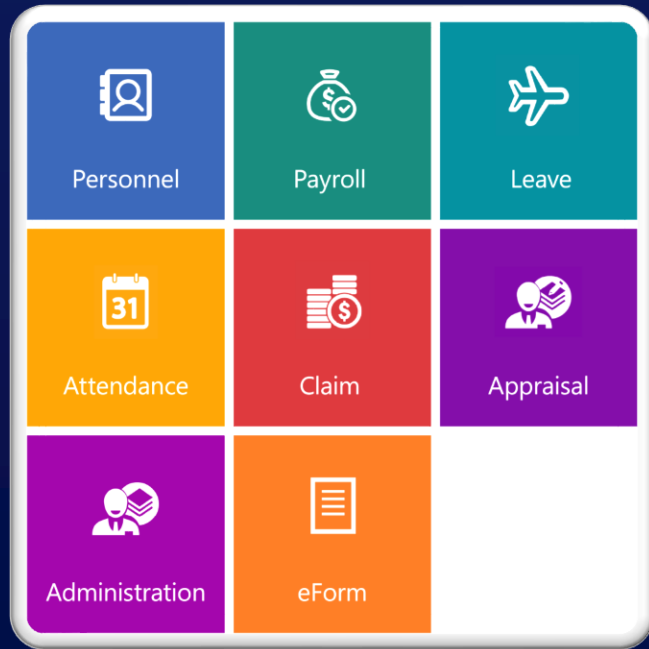 Personnel
Payroll
Leave
31
Attendance
Claim
Appraisal
Administration
eForm